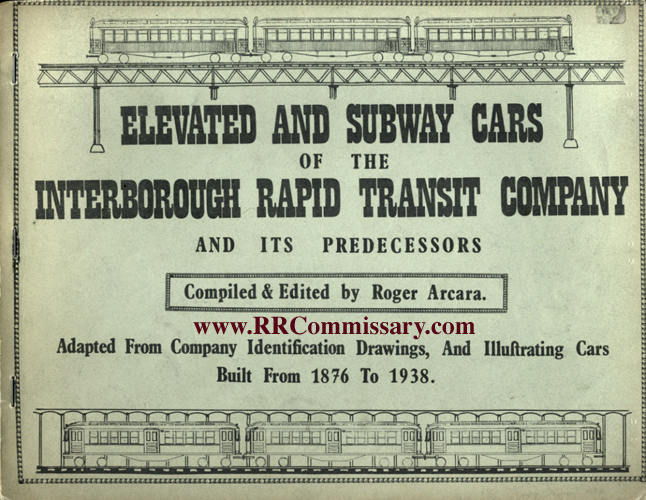 ELEVATED AND SUBWAY CARS
OF THE
INTERBOROUGH RAPID TRANSIT COMPANY
AND ITS PREDECESSORS
Compiled & Edited by Roger Arcara.
www.RRCommissary.com
Adapted From Company Identification Drawings, And Illustrating Cars
Built From 1876 To 1938.